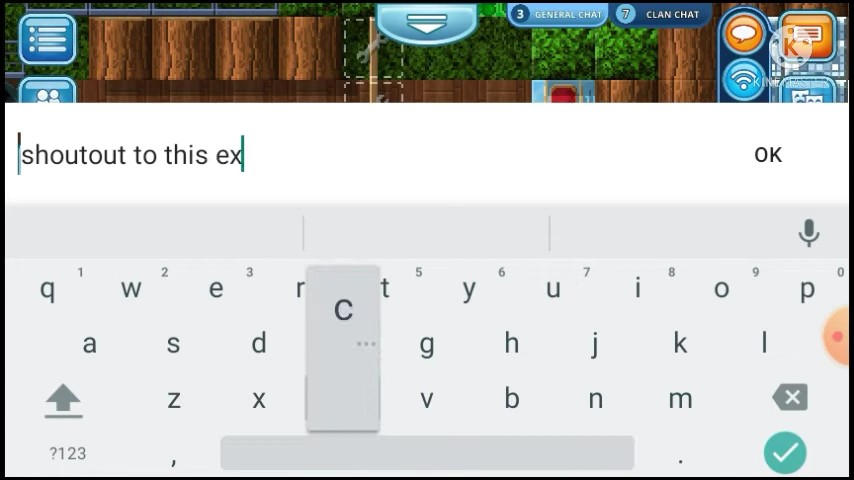 3 GENERAL CHAT 7 CLAN CHAT
KINEMASTER
shoutout to this ex OK
1 2 3 5 6 7 8 9 0
q w e r t y u i o p
c
a s d g h j k l
z x v b n m
?123 , .